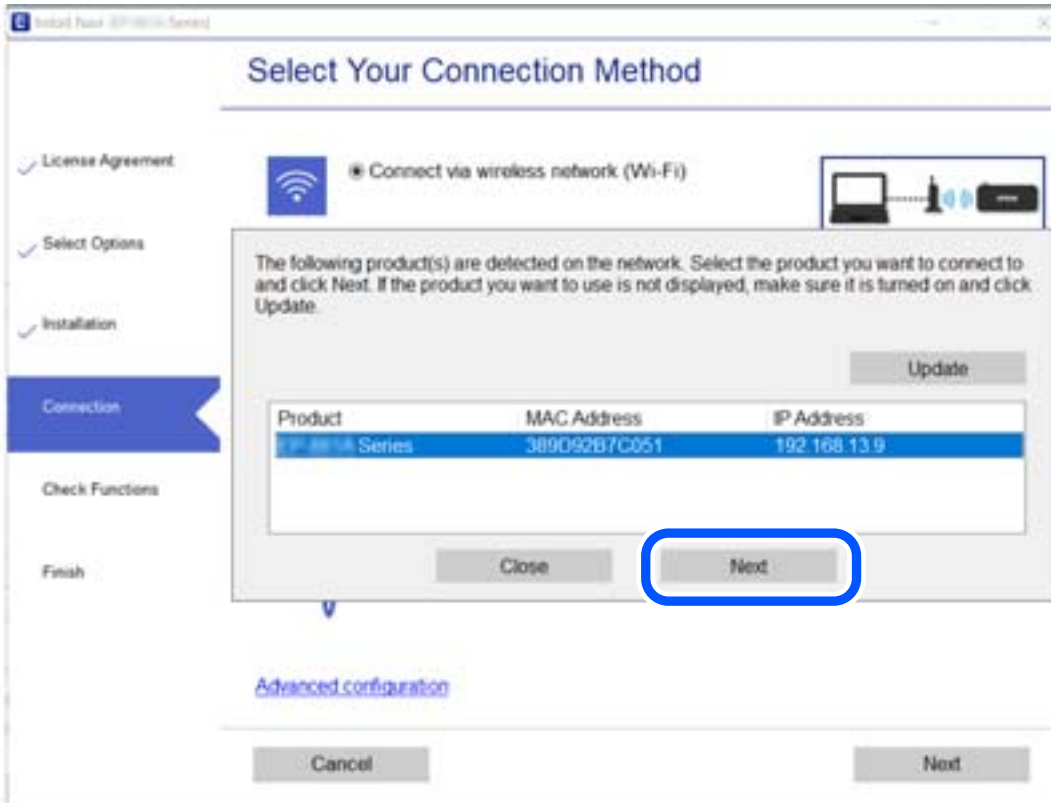 Series
Select Your Connection Method
License Agreement
Connect via wireless network (Wi-Fi)
Select Options
The following product(s) are detected on the network. Select the product you want to connect to
and click Next. If the product you want to use is not displayed, make sure it is turned on and click
Update.
Installation
Update
Connection
Product MAC Address IP Address
Series 389D92B7C051 192.168.13.9
Check Functions
Close Next
Finish
Advanced configuration
Cancel Next